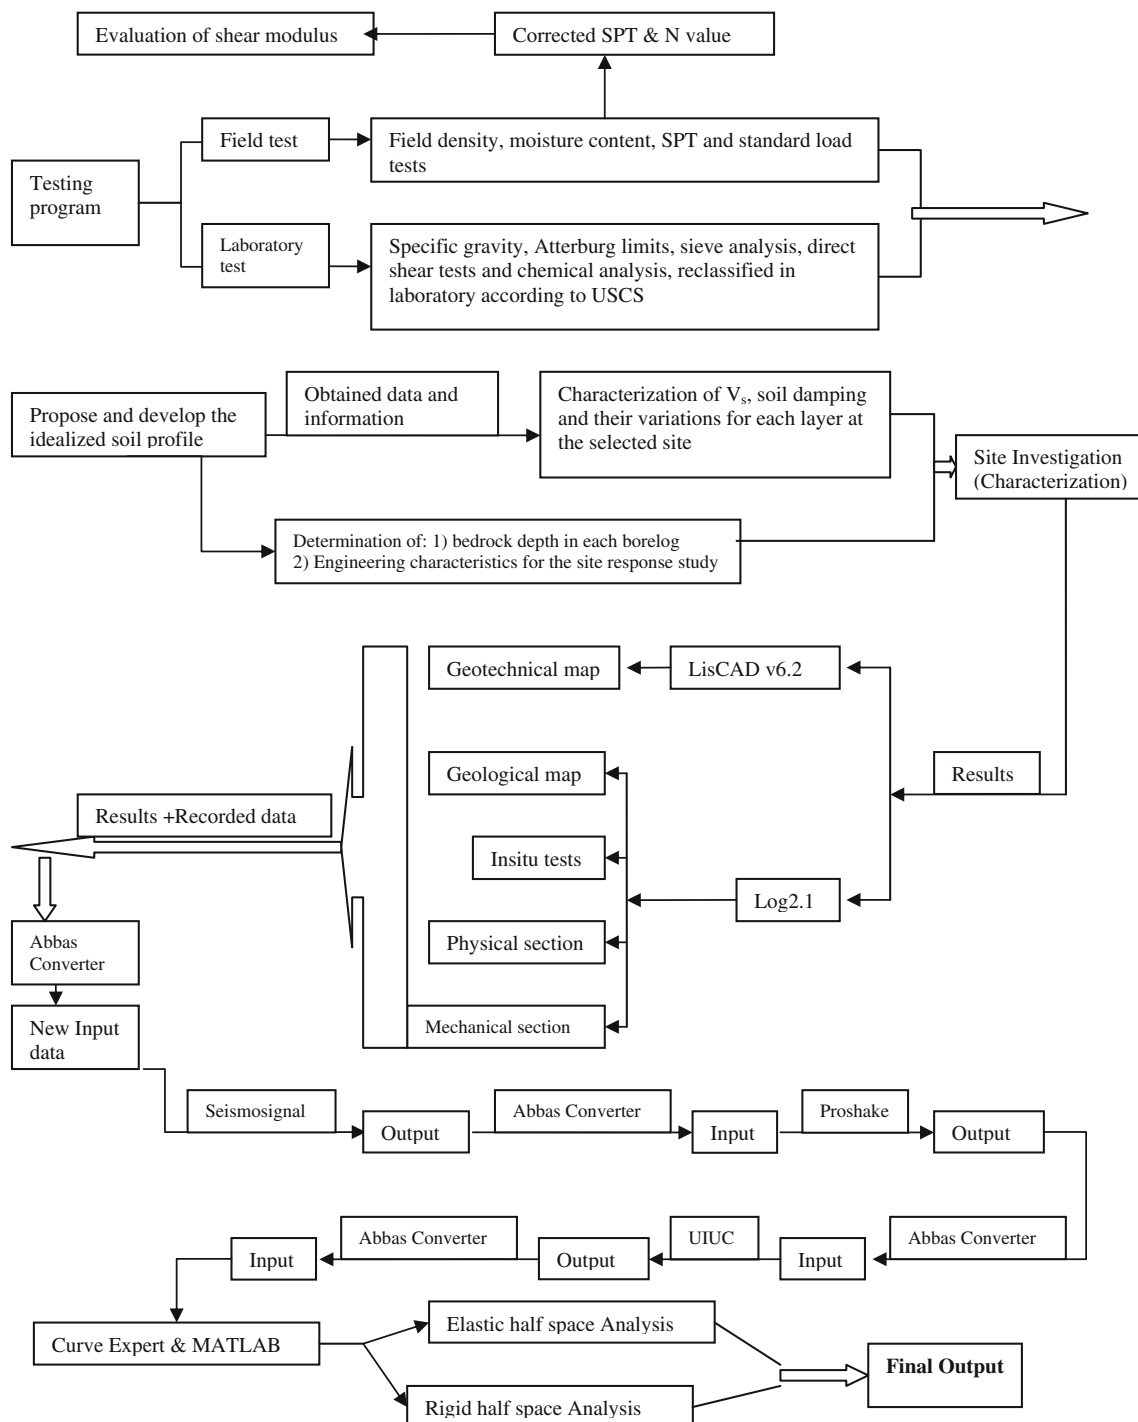 Evaluation of shear modulus
Corrected SPT & N value
Field test
Field density, moisture content, SPT and standard load
tests
Testing
program
Laboratory
test
Specific gravity, Atterburg limits, sieve analysis, direct
shear tests and chemical analysis, reclassified in
laboratory according to USCS
Propose and develop the
idealized soil profile
Obtained data and
information
Characterization of Vs, soil damping
and their variations for each layer at
the selected site
Site Investigation
(Characterization)
Determination of: 1) bedrock depth in each borelog
2) Engineering characteristics for the site response study
Geotechnical map
LisCAD v6.2
Geological map
Results
Results +Recorded data
Insitu tests
Log2.1
Physical section
Abbas
Converter
Mechanical section
New Input
data
Seismosignal
Output
Abbas Converter
Input
Proshake
Output
Input
Abbas Converter
Output
UIUC
Input
Abbas Converter
Curve Expert & MATLAB
Elastic half space Analysis
Rigid half space Analysis
Final Output